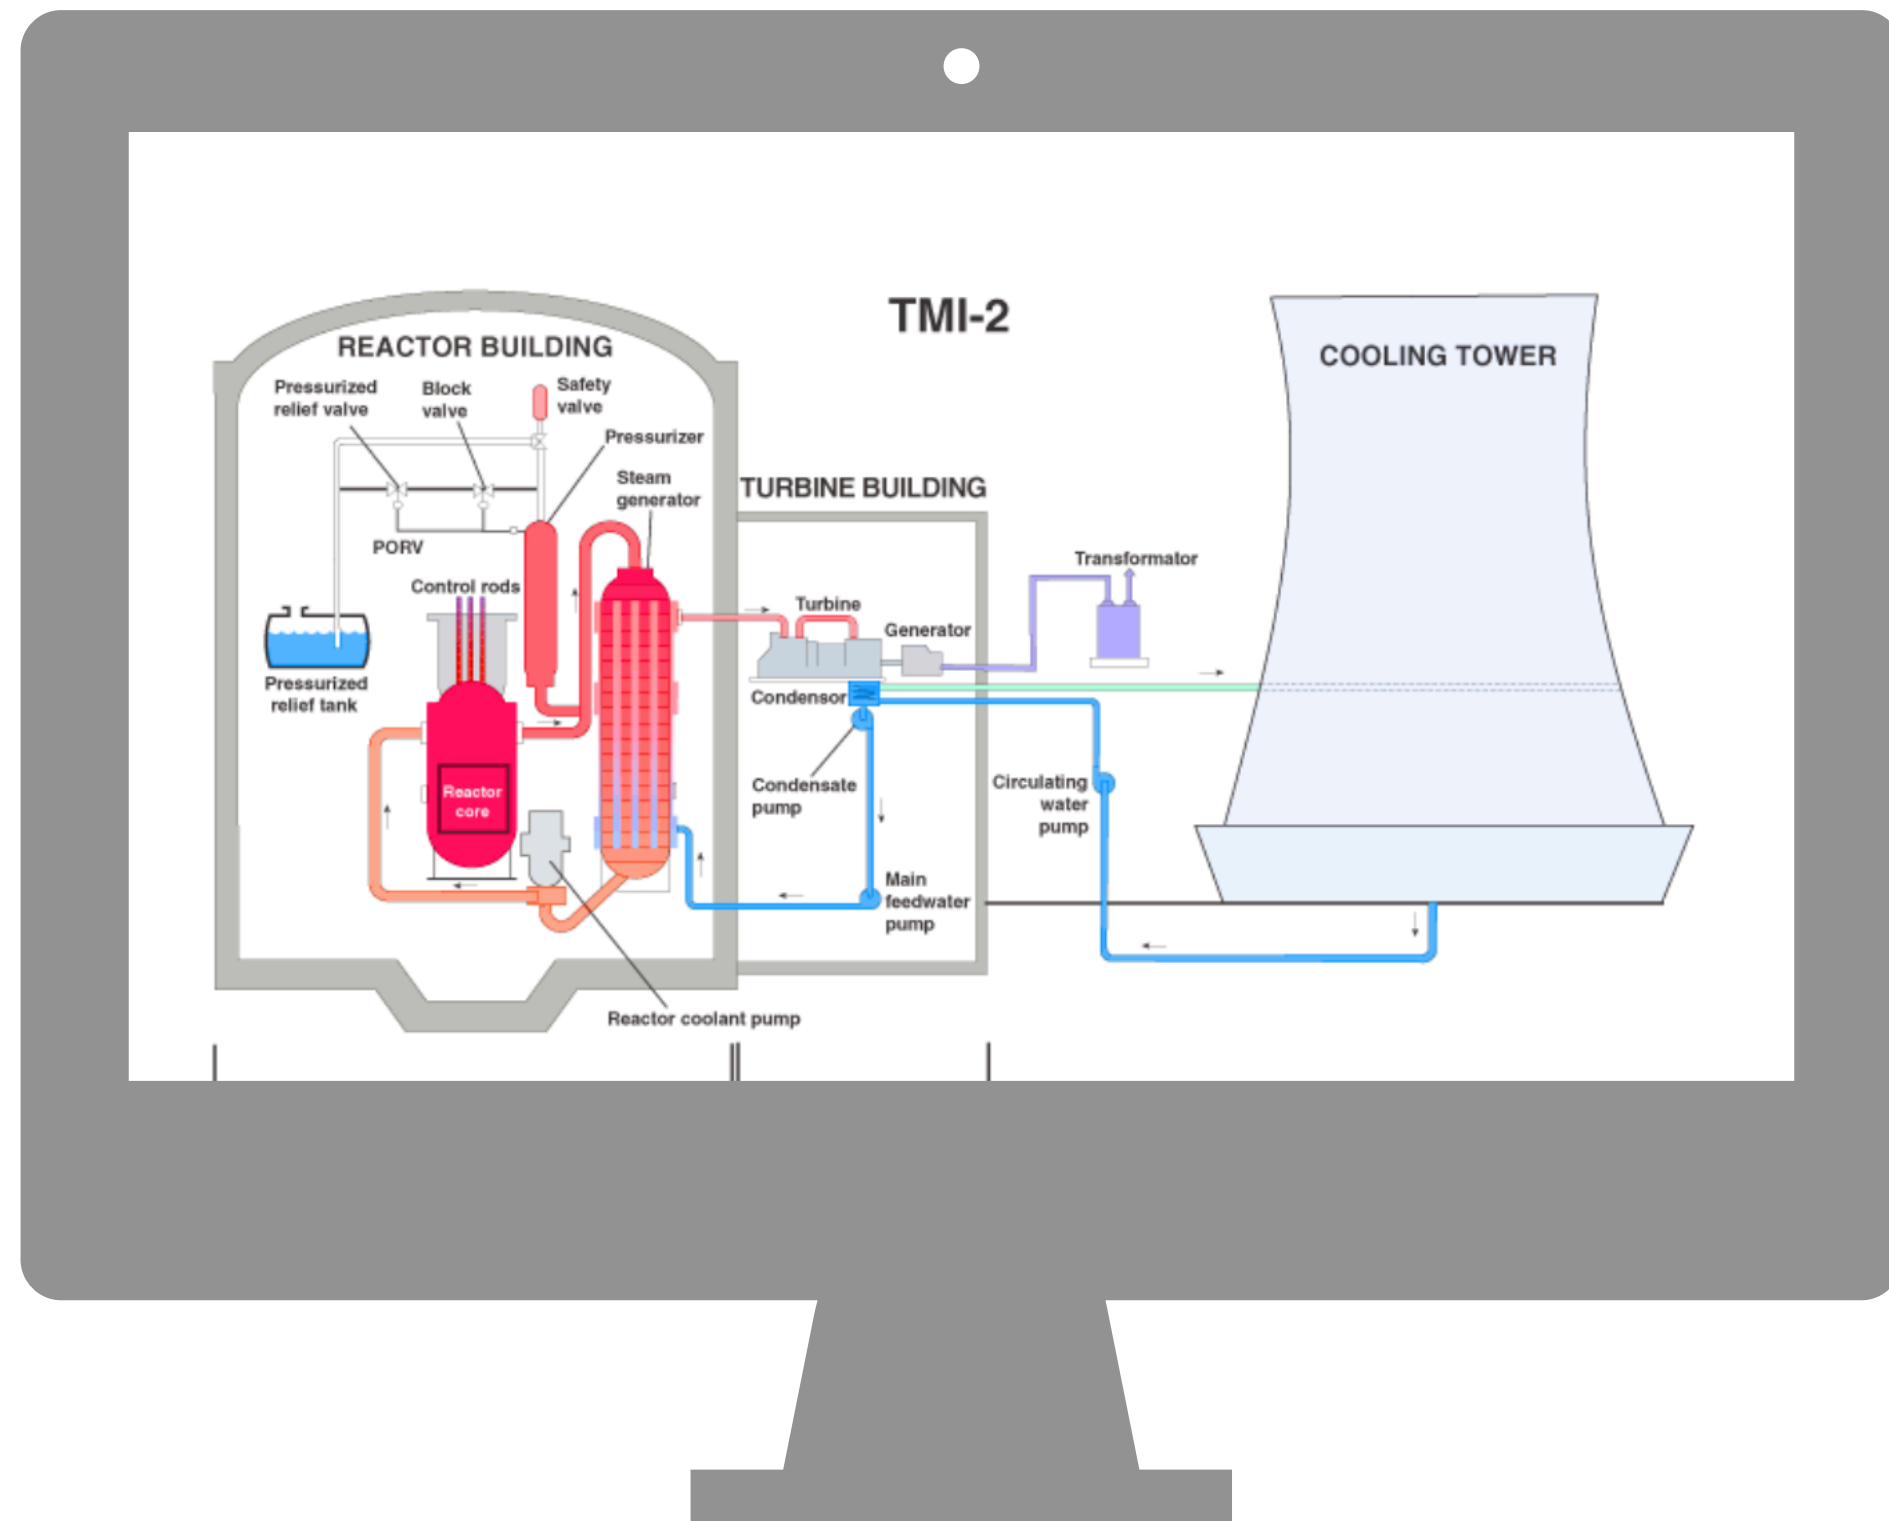 TMI-2
REACTOR BUILDING
COOLING TOWER
Pressurized
relief valve
Block
valve
Safety
valve
Pressurizer
Steam
generator
TURBINE BUILDING
PORV
Control rods
Transformator
Turbine
Generator
Pressurized
relief tank
Condensor
Reactor
core
Condensate
pump
Circulating
water
pump
Main
feedwater
pump
Reactor coolant pump